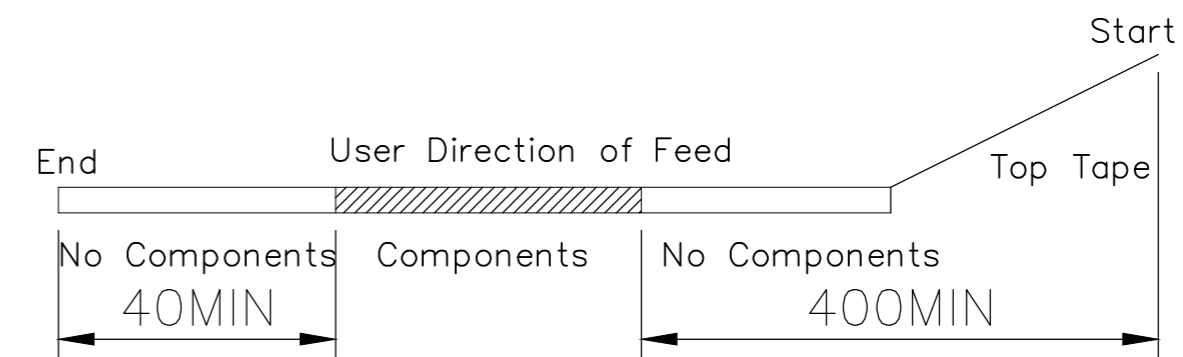 Start
User Direction of Feed
End
Top Tape
No Components
Components
No Components
40MIN
400MIN